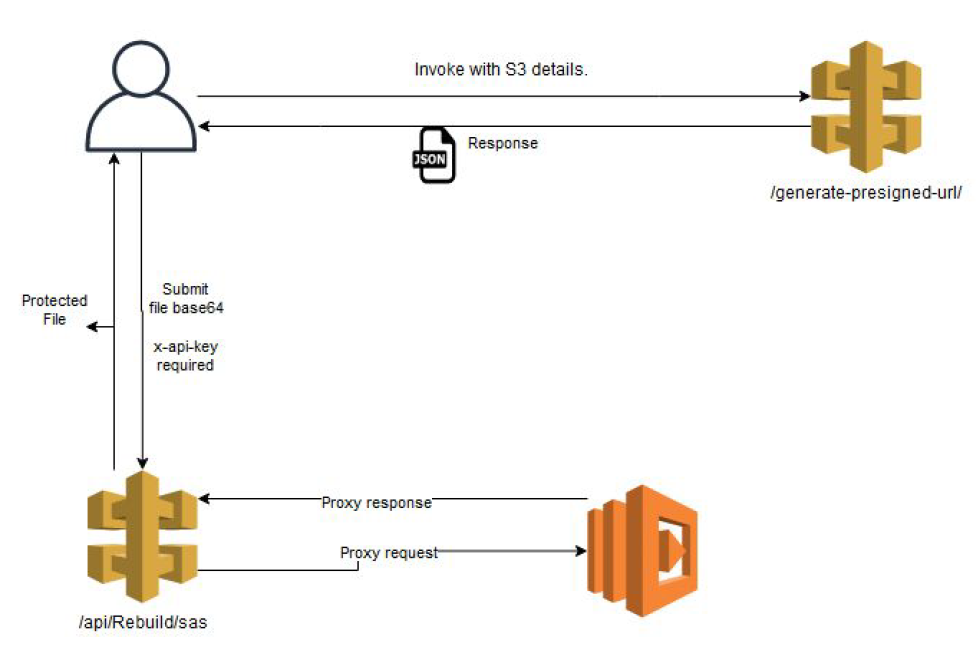 Invoke with S3 details.
JSON
Response
/generate-presigned-url/
Protected
File
Submit
file base64
x-api-key
required
Proxy response
Proxy request
/api/Rebuild/sas